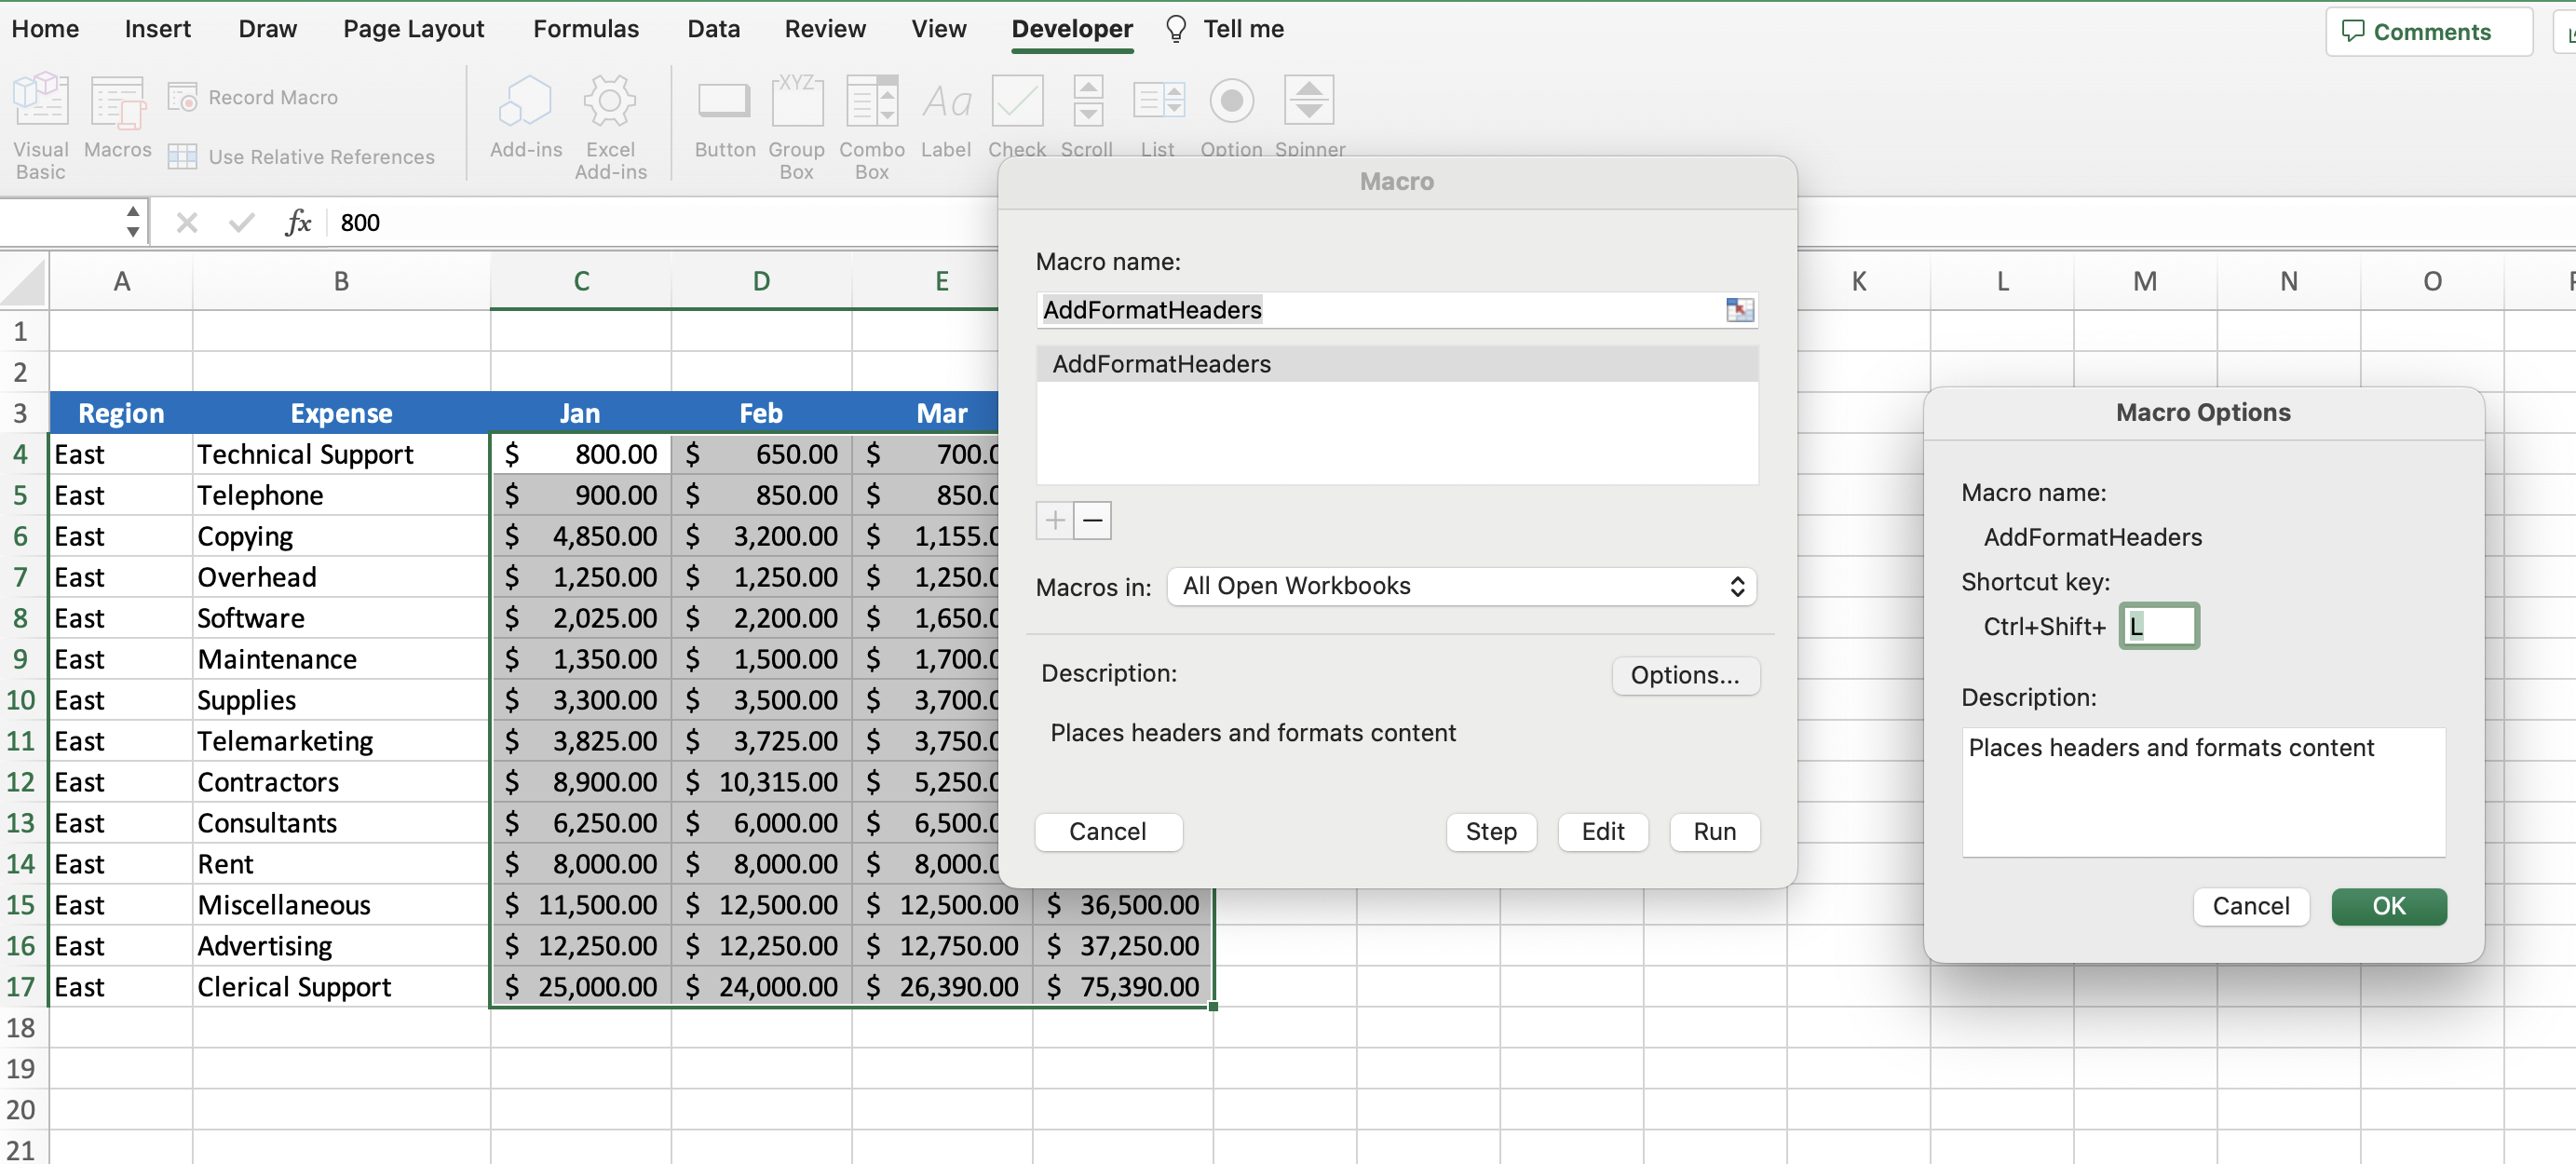 Home Insert Draw Page Layout Formulas Data Review View Developer Tell me Comments
Record Macro XYZ Aa
Visual Basic Macros Use Relative References Add-ins Excel Add-ins Button Group Box Combo Box Label Check Scroll List Option Spinner
fx 800
A B C D E K L M N O
1
2
3 Region Expense Jan Feb Mar
4 East Technical Support $ 800.00 $ 650.00 $ 700.0
5 East Telephone $ 900.00 $ 850.00 $ 850.0
6 East Copying $ 4,850.00 $ 3,200.00 $ 1,155.0
7 East Overhead $ 1,250.00 $ 1,250.00 $ 1,250.0
8 East Software $ 2,025.00 $ 2,200.00 $ 1,650.0
9 East Maintenance $ 1,350.00 $ 1,500.00 $ 1,700.0
10 East Supplies $ 3,300.00 $ 3,500.00 $ 3,700.0
11 East Telemarketing $ 3,825.00 $ 3,725.00 $ 3,750.0
12 East Contractors $ 8,900.00 $ 10,315.00 $ 5,250.0
13 East Consultants $ 6,250.00 $ 6,000.00 $ 6,500.0
14 East Rent $ 8,000.00 $ 8,000.00 $ 8,000.0
15 East Miscellaneous $ 11,500.00 $ 12,500.00 $ 12,500.00 $ 36,500.00
16 East Advertising $ 12,250.00 $ 12,250.00 $ 12,750.00 $ 37,250.00
17 East Clerical Support $ 25,000.00 $ 24,000.00 $ 26,390.00 $ 75,390.00
18
19
20
21
Macro
Macro name:
AddFormatHeaders
AddFormatHeaders
Macros in: All Open Workbooks
Description: Options...
Places headers and formats content
Cancel Step Edit Run
Macro Options
Macro name:
AddFormatHeaders
Shortcut key:
Ctrl+Shift+ L
Description:
Places headers and formats content
Cancel OK